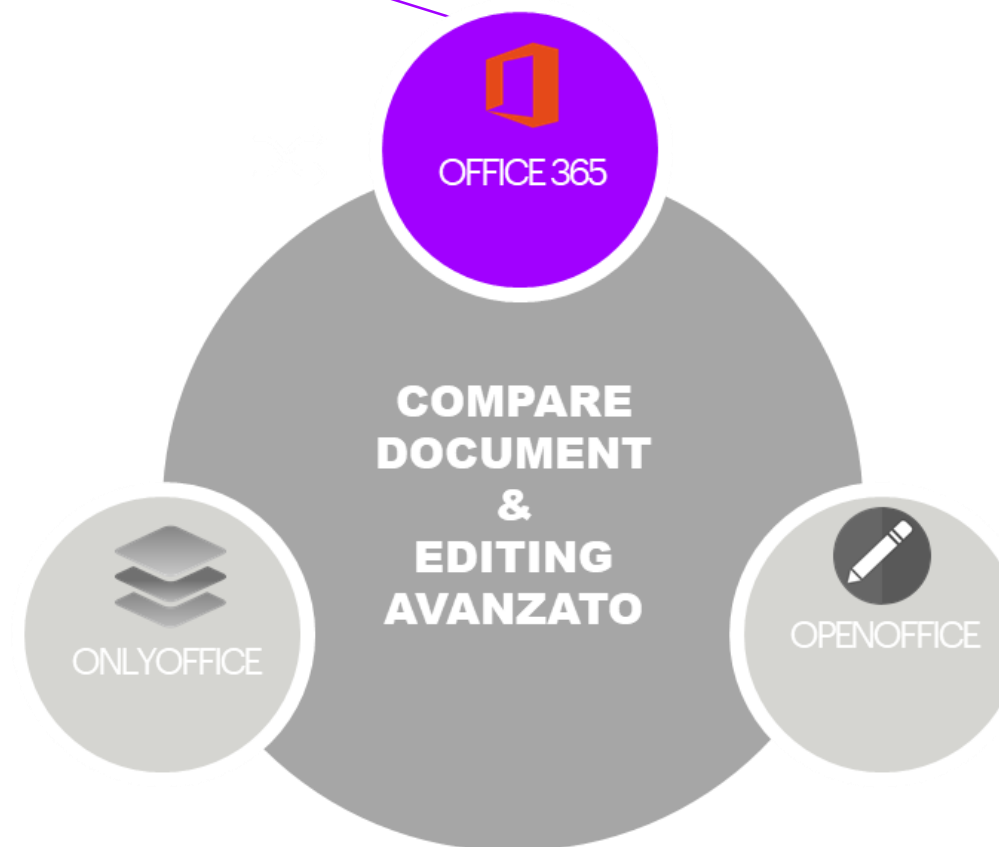 OFFICE 365
COMPARE
DOCUMENT
&
EDITING
AVANZATO
ONLYOFFICE
OPENOFFICE